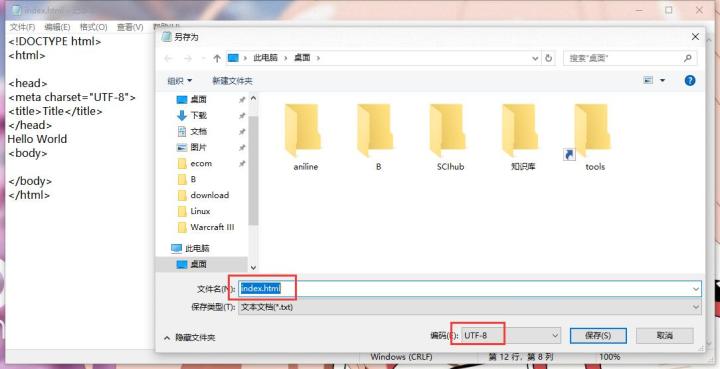 index.html
文件(F) 编辑(E) 格式(O) 查看(V)
<!DOCTYPE html>
<html>
<head>
<meta charset="UTF-8">
<title>Title</title>
</head>
Hello World
<body>
</body>
</html>
另存为
此电脑 > 桌面 >
搜索"桌面"
组织 新建文件夹
桌面
下载
文档
图片
ecom
B
download
Linux
Warcraft III
此电脑
桌面
aniline B SCIhub 知识库 tools
文件名(N): index.html
保存类型(T): 文本文档(*.txt)
隐藏文件夹 编码(E): UTF-8 保存(S) 取消
Windows (CRLF) 第 12 行，第 8 列 100%